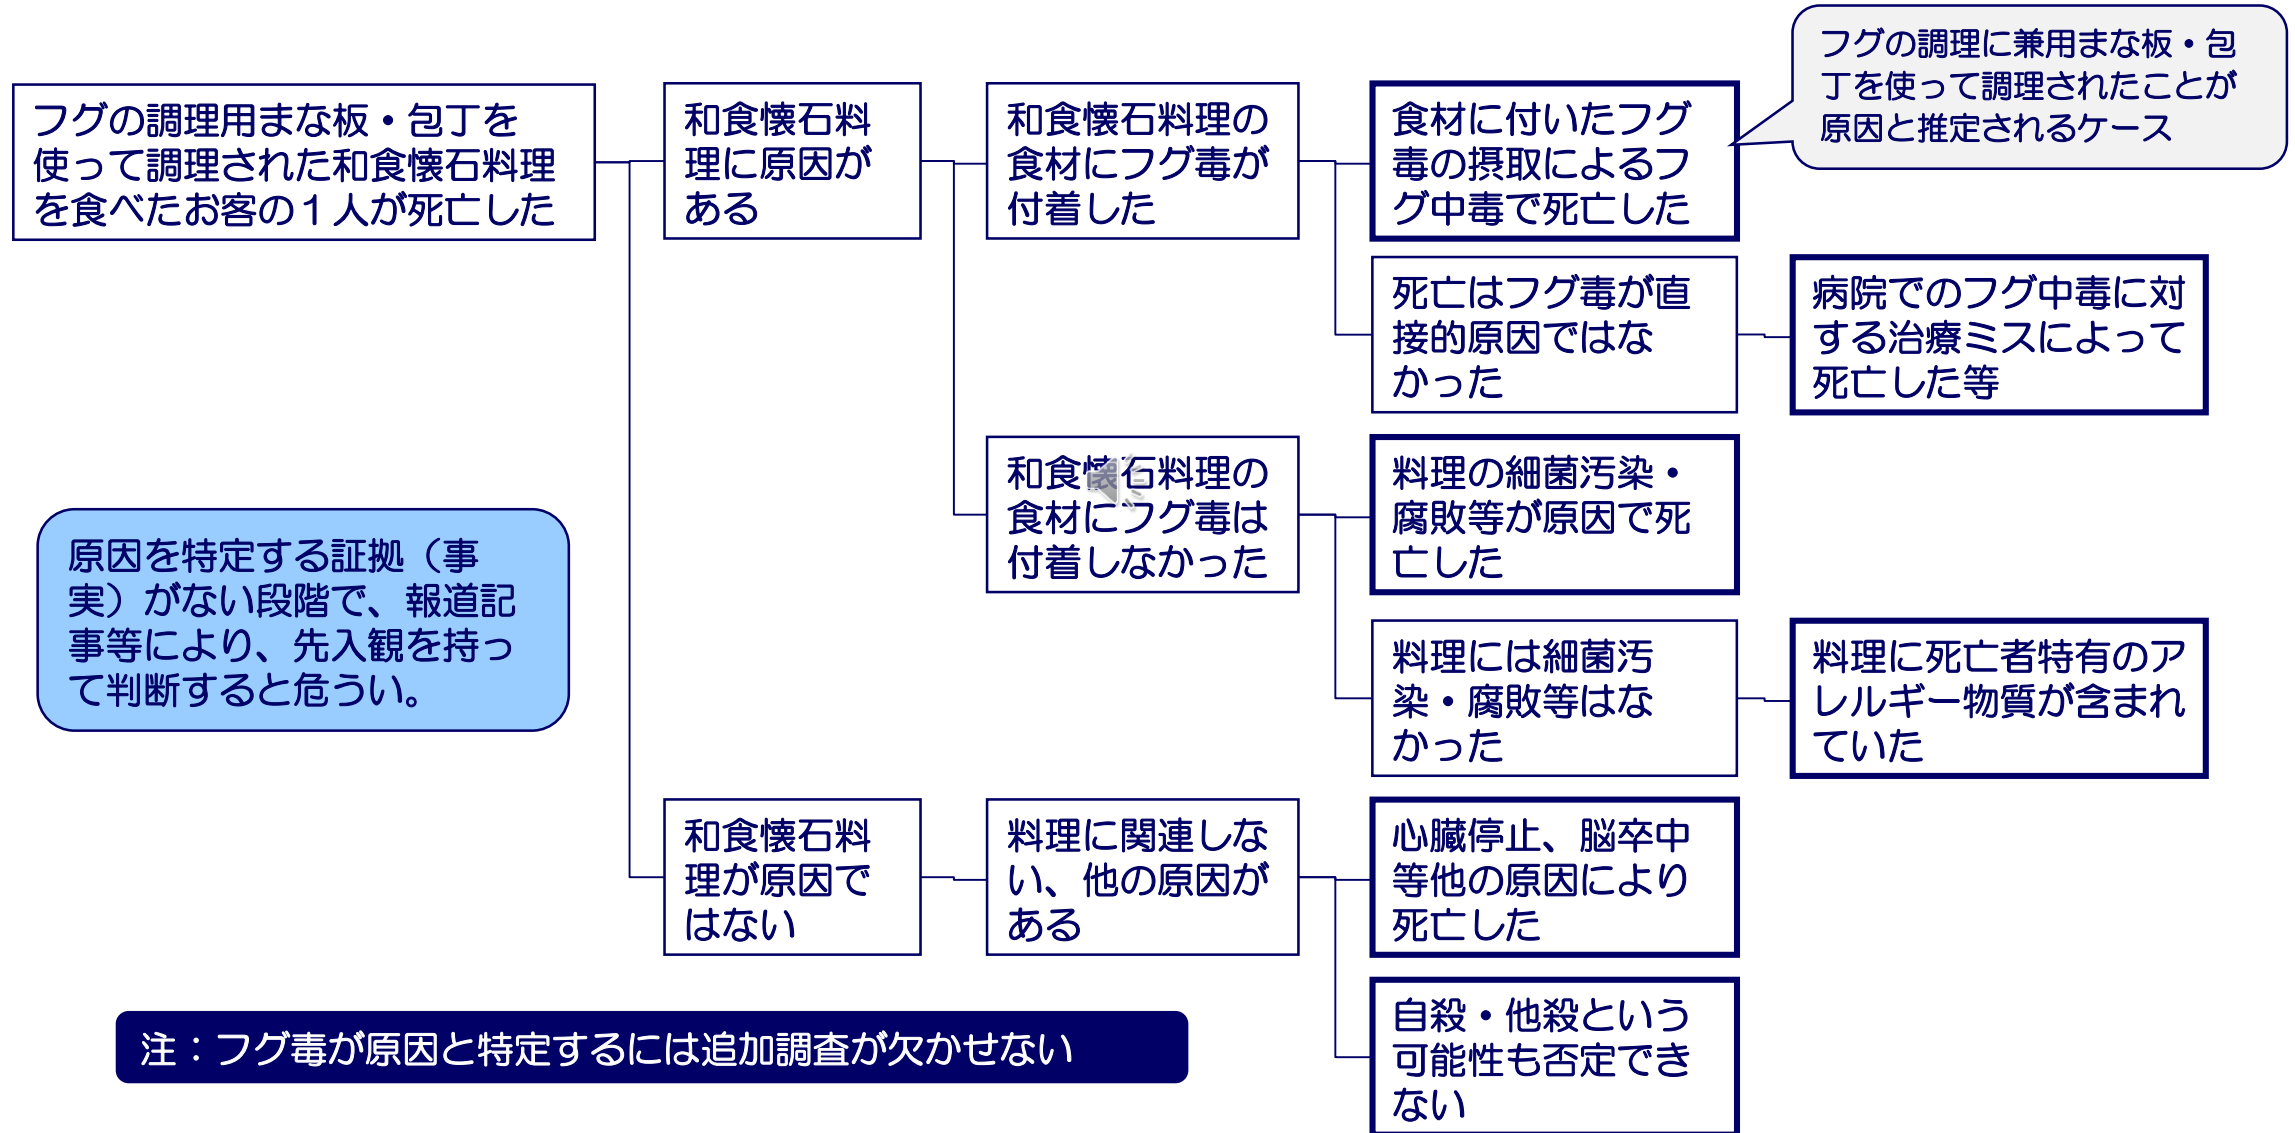 フグの調理用まな板・包丁を
使って調理された和食懐石料理
を食べたお客の１人が死亡した
和食懐石料
理に原因が
ある
和食懐石料理の
食材にフグ毒が
付着した
食材に付いたフグ
毒の摂取によるフ
グ中毒で死亡した
フグの調理に兼用まな板・包
丁を使って調理されたことが
原因と推定されるケース
死亡はフグ毒が直
接的原因ではな
かった
病院でのフグ中毒に対
する治療ミスによって
死亡した等
和食懐石料理の
食材にフグ毒は
付着しなかった
料理の細菌汚染・
腐敗等が原因で死
亡した
料理には細菌汚
染・腐敗等はな
かった
料理に死亡者特有のア
レルギー物質が含まれ
ていた
和食懐石料
理が原因で
はない
料理に関連しな
い、他の原因が
ある
心臓停止、脳卒中
等他の原因により
死亡した
自殺・他殺という
可能性も否定でき
ない
原因を特定する証拠（事
実）がない段階で、報道記
事等により、先入観を持っ
て判断すると危うい。
注：フグ毒が原因と特定するには追加調査が欠かせない